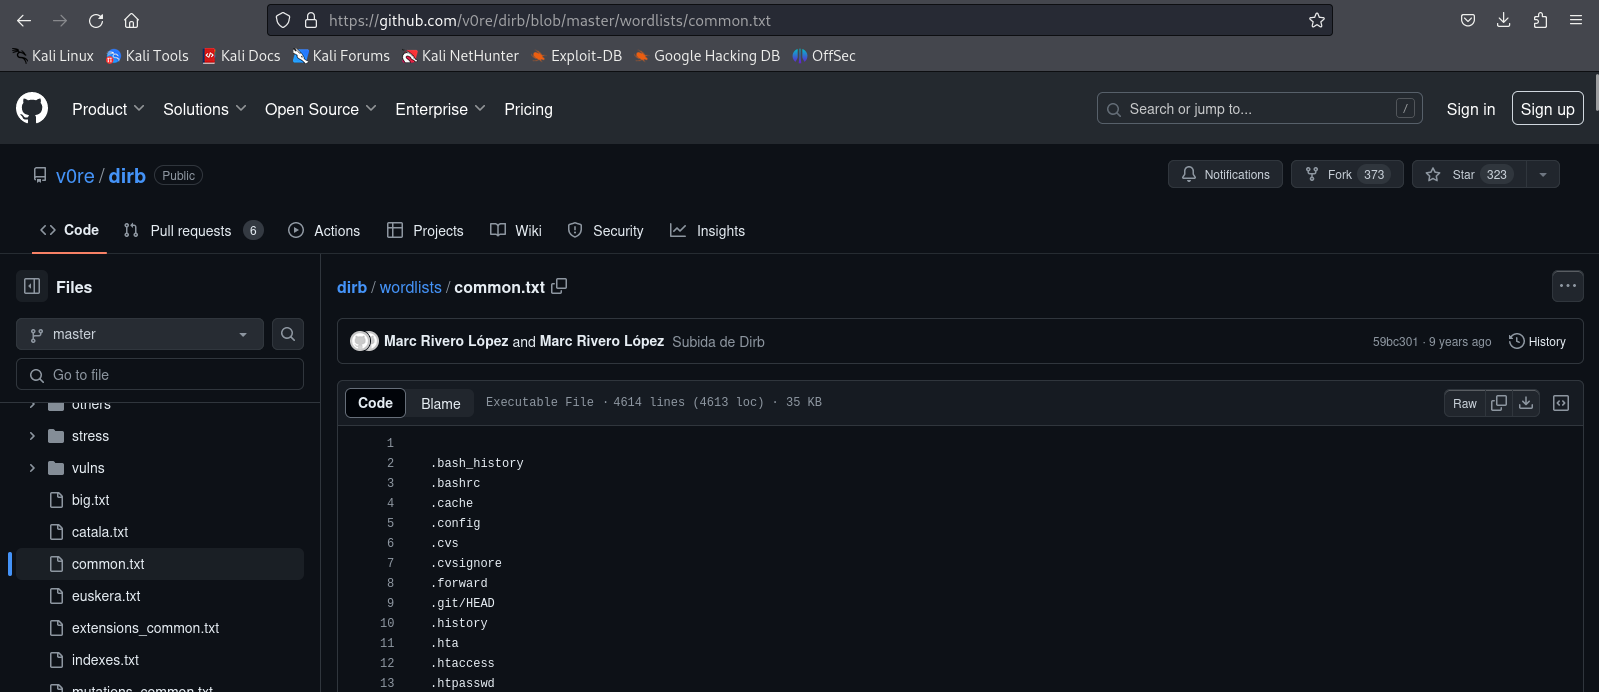 https://github.com/v0re/dirb/blob/master/wordlists/common.txt
Kali Linux Kali Tools Kali Docs Kali Forums Kali NetHunter Exploit-DB Google Hacking DB OffSec
Product Solutions Open Source Enterprise Pricing Search or jump to... / Sign in Sign up
v0re / dirb Public Notifications Fork 373 Star 323
Code Pull requests 6 Actions Projects Wiki Security Insights
Files
master
Go to file
others
stress
vulns
big.txt
catala.txt
common.txt
euskera.txt
extensions_common.txt
indexes.txt
mutations_common.txt
dirb / wordlists / common.txt
Marc Rivero López and Marc Rivero López Subida de Dirb 59bc301 · 9 years ago History
Code Blame Executable File · 4614 lines (4613 loc) · 35 KB Raw
1
2 .bash_history
3 .bashrc
4 .cache
5 .config
6 .cvs
7 .cvsignore
8 .forward
9 .git/HEAD
10 .history
11 .hta
12 .htaccess
13 .htpasswd